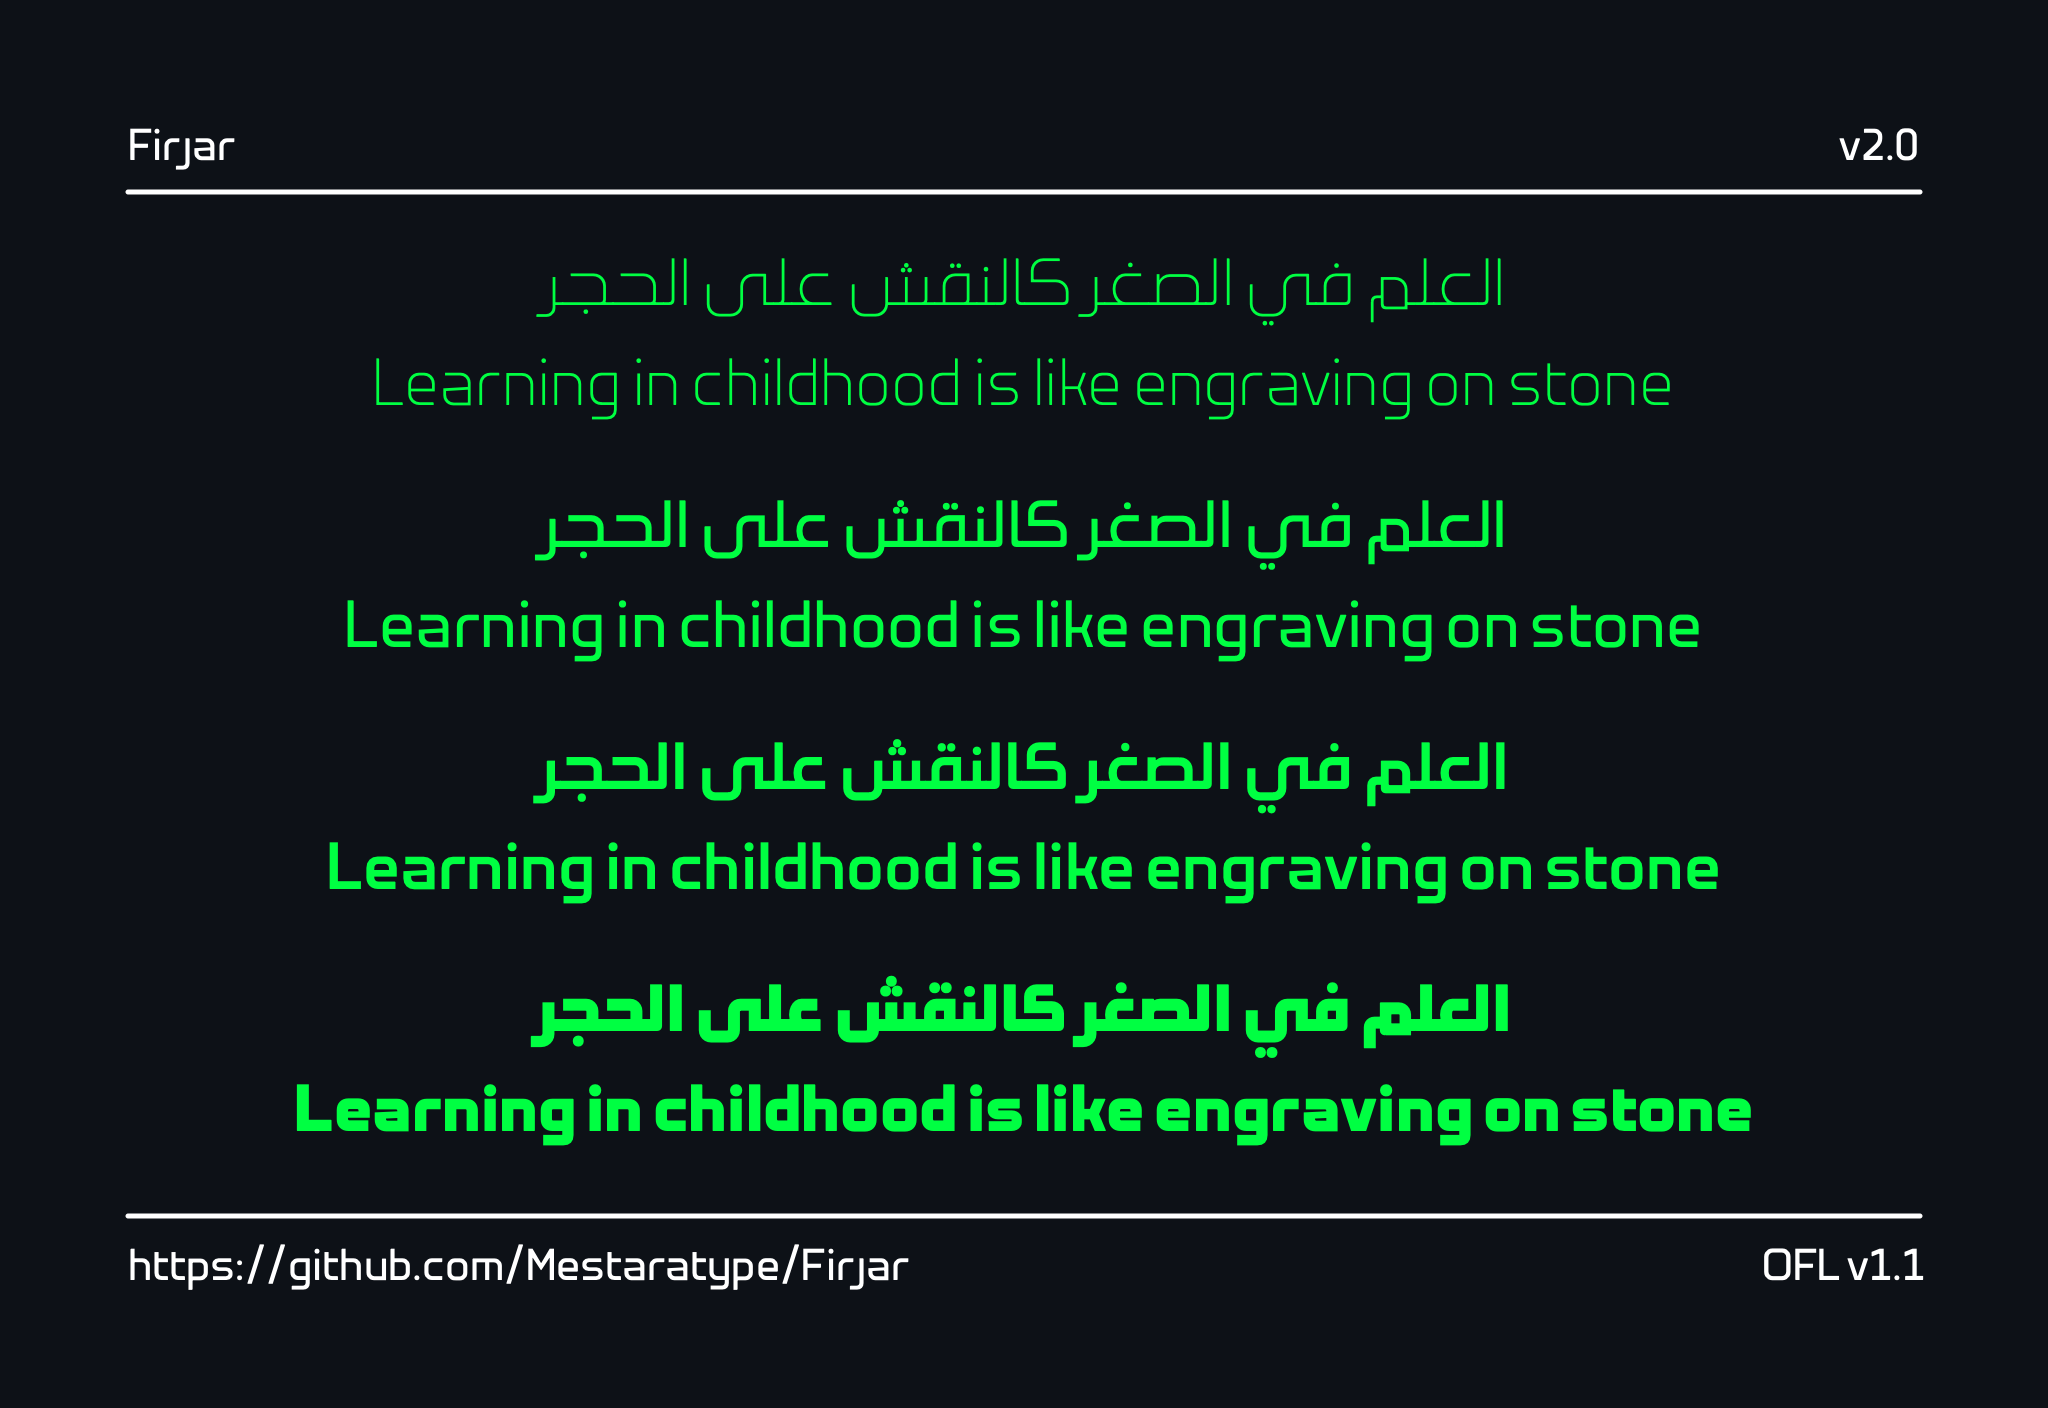 Firjar
v2.0
العلم في الصغر كالنقش على الحجر
Learning in childhood is like engraving on stone
العلم في الصغر كالنقش على الحجر
Learning in childhood is like engraving on stone
العلم في الصغر كالنقش على الحجر
Learning in childhood is like engraving on stone
العلم في الصغر كالنقش على الحجر
Learning in childhood is like engraving on stone
https://github.com/Mestaratype/Firjar
OFL v1.1